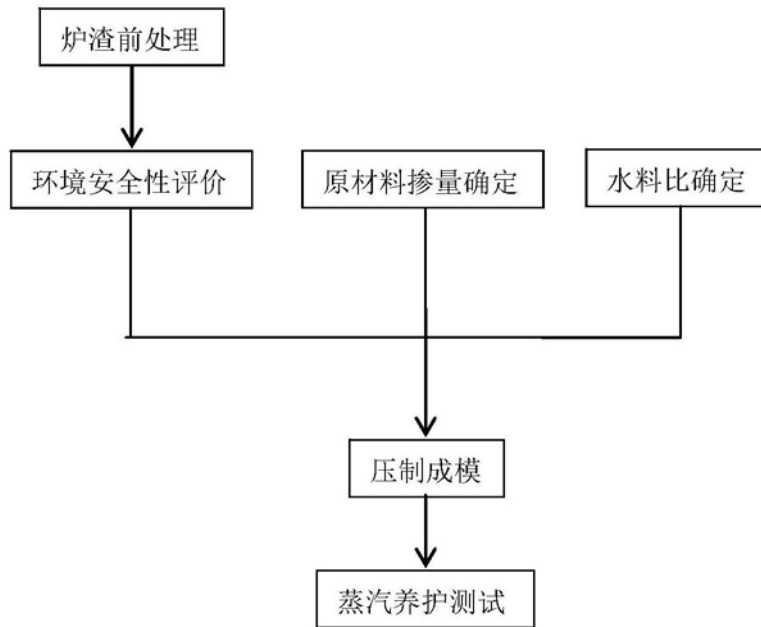 炉渣前处理
环境安全性评价
原材料掺量确定
水料比确定
压制成模
蒸汽养护测试